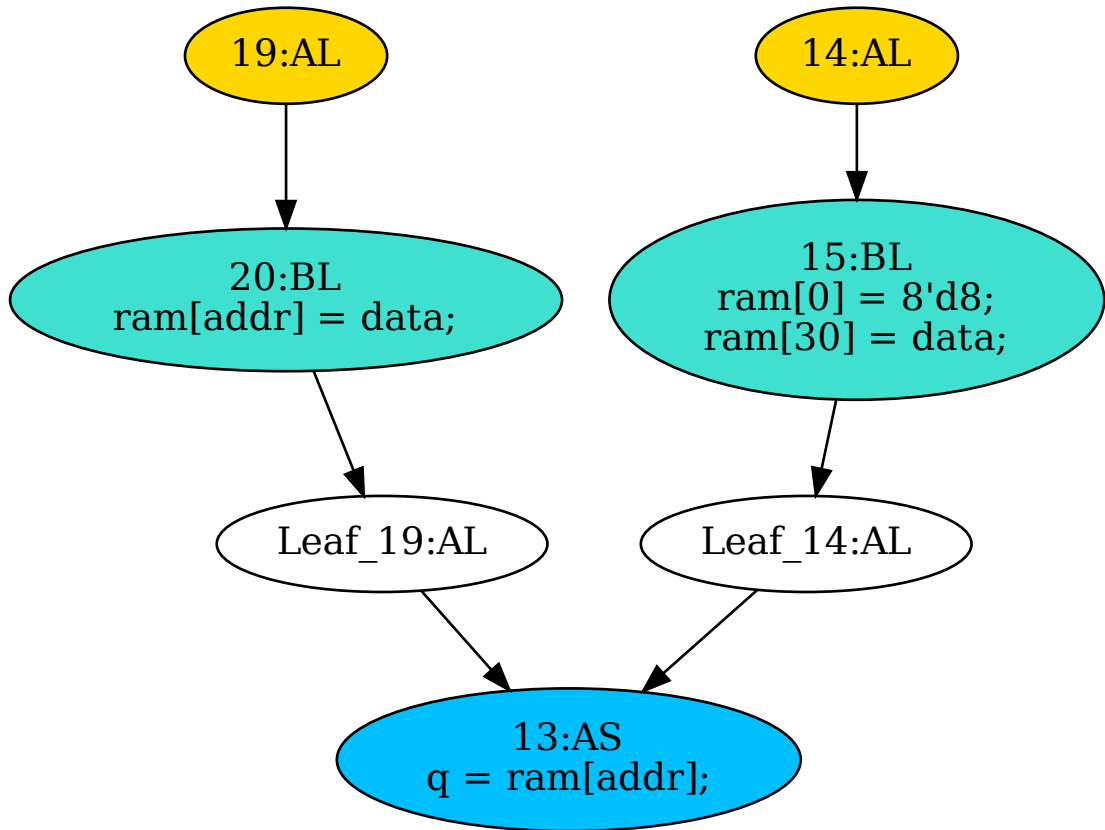 19:AL
14:AL
20:BL
ram[addr] = data;
15:BL
ram[0] = 8'd8;
ram[30] = data;
Leaf_19:AL
Leaf_14:AL
13:AS
q = ram[addr];